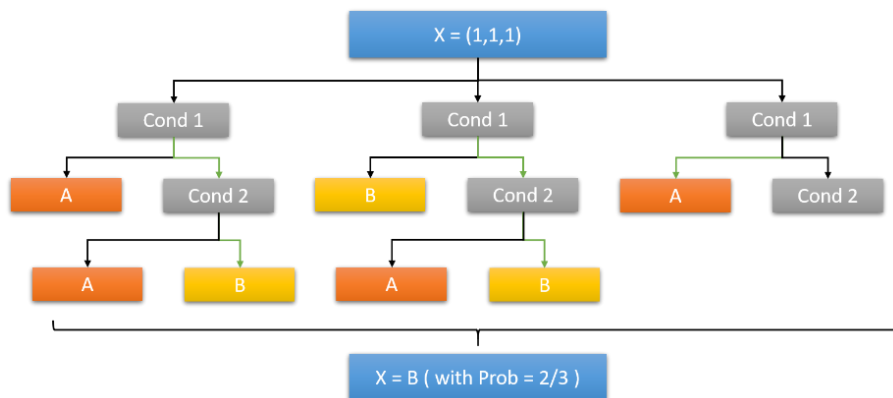 X = (1,1,1)
Cond 1 Cond 1 Cond 1
A Cond 2 B Cond 2 A Cond 2
A B A B
X = B ( with Prob = 2/3 )